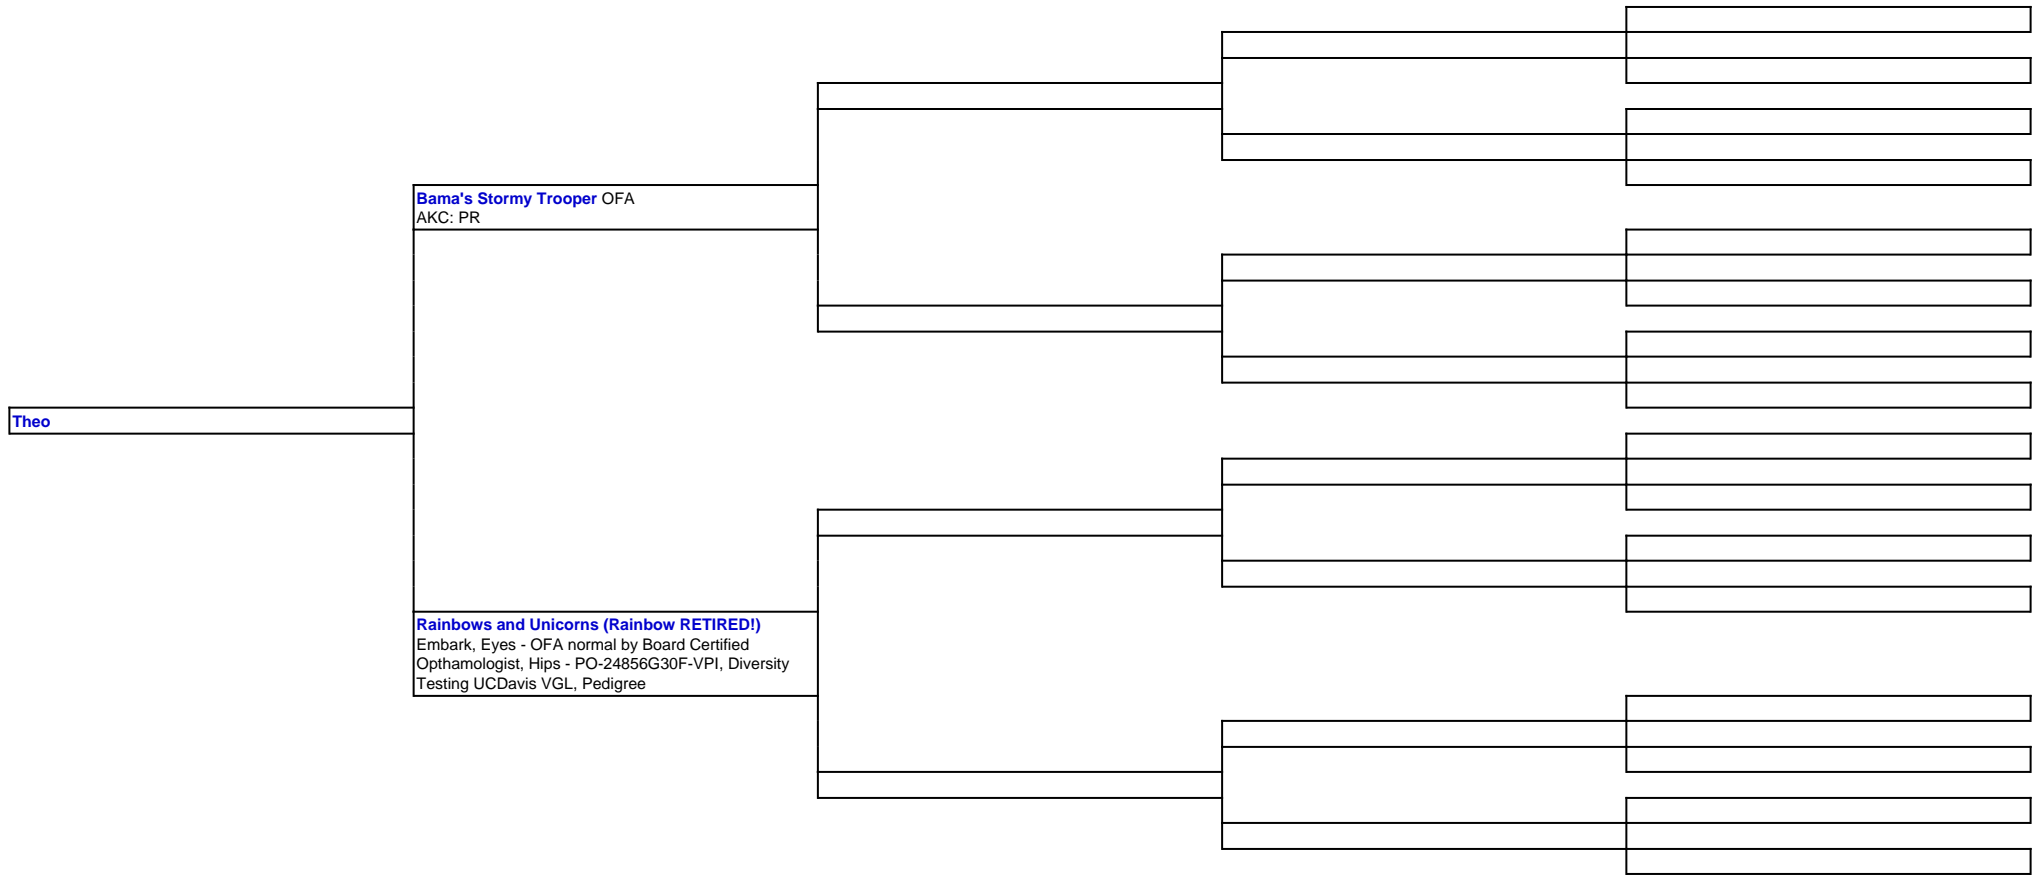 Bama's Stormy Trooper OFA
AKC: PR
Theo
Rainbows and Unicorns (Rainbow RETIRED!)
Embark, Eyes - OFA normal by Board Certified
Opthamologist, Hips - PO-24856G30F-VPI, Diversity
Testing UCDavis VGL, Pedigree